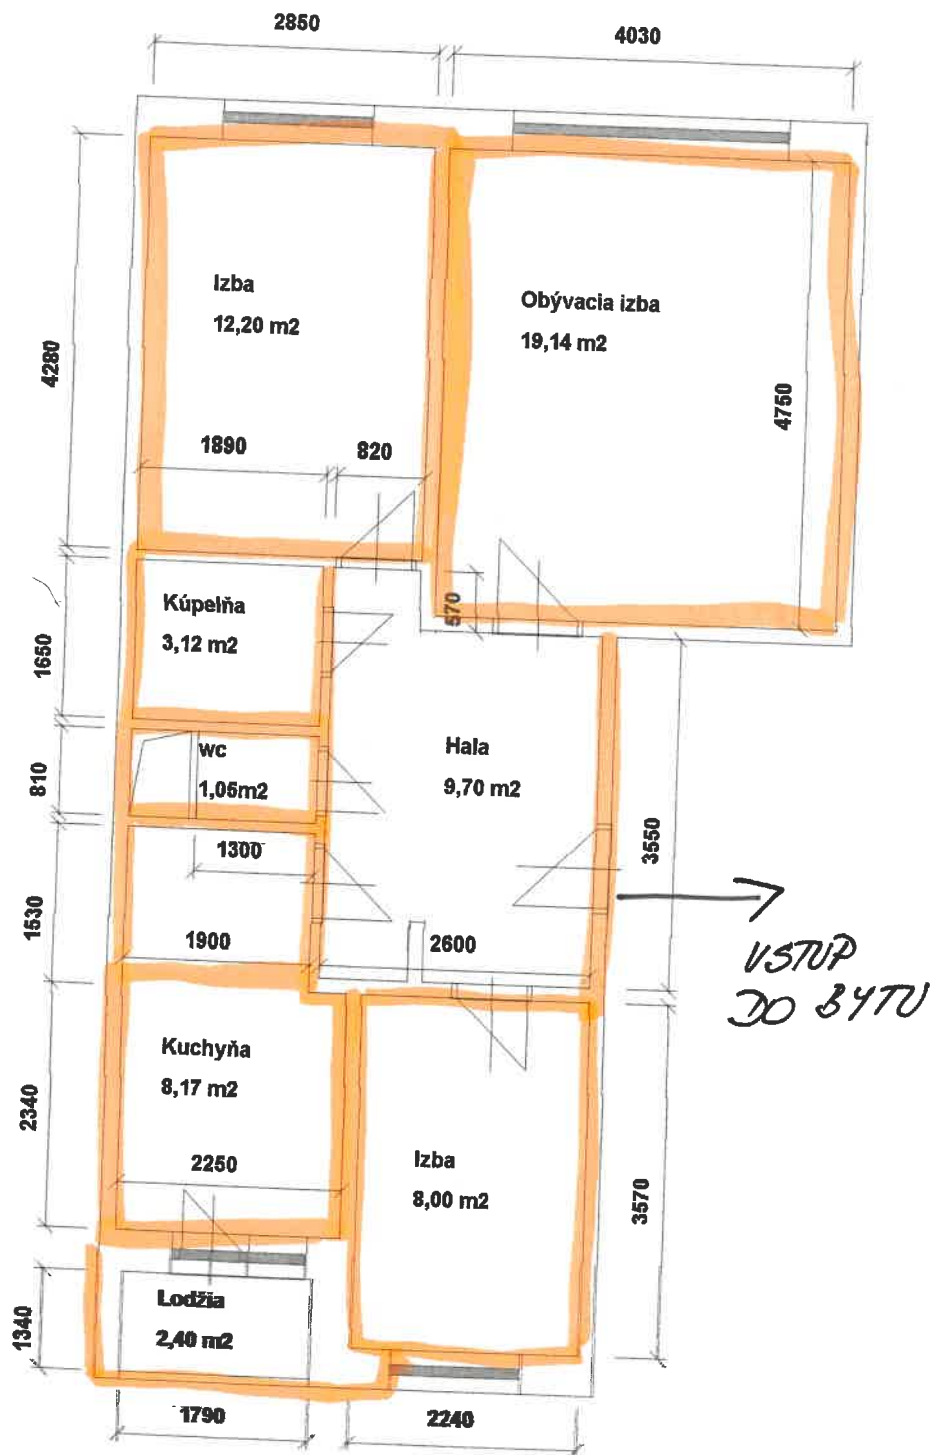 2850
4030
4280
Izba
12,20 m2
Obývacia izba
19,14 m2
4750
1890
820
570
Kúpelňa
3,12 m2
1650
wc
1,05m2
810
Hala
9,70 m2
3550
1300
1530
1900
2600
VSTUP
DO BYTU
Kuchyňa
8,17 m2
2340
2250
Izba
8,00 m2
3570
Lodžia
2,40 m2
1340
1790
2240